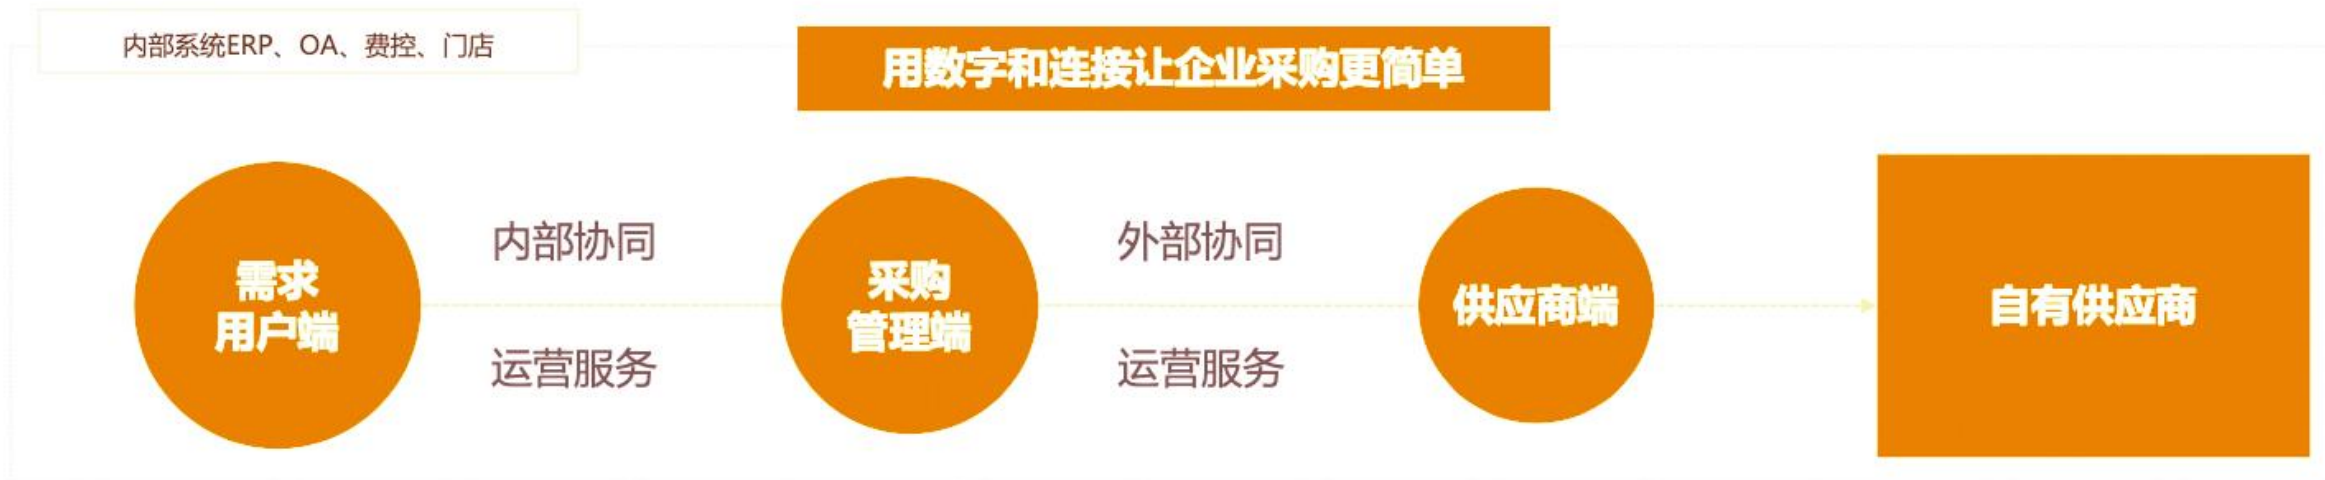 内部系统ERP、OA、费控、门店
用数字和连接让企业采购更简单
需求
用户端
内部协同
运营服务
采购
管理端
外部协同
运营服务
供应商端
自有供应商